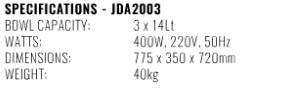 SPECIFICATIONS - JDA2003
BOWL CAPACITY: 3 x 14Lt
WATTS: 400W, 220V, 50Hz
DIMENSIONS: 775 x 350 x 720mm
WEIGHT: 40kg